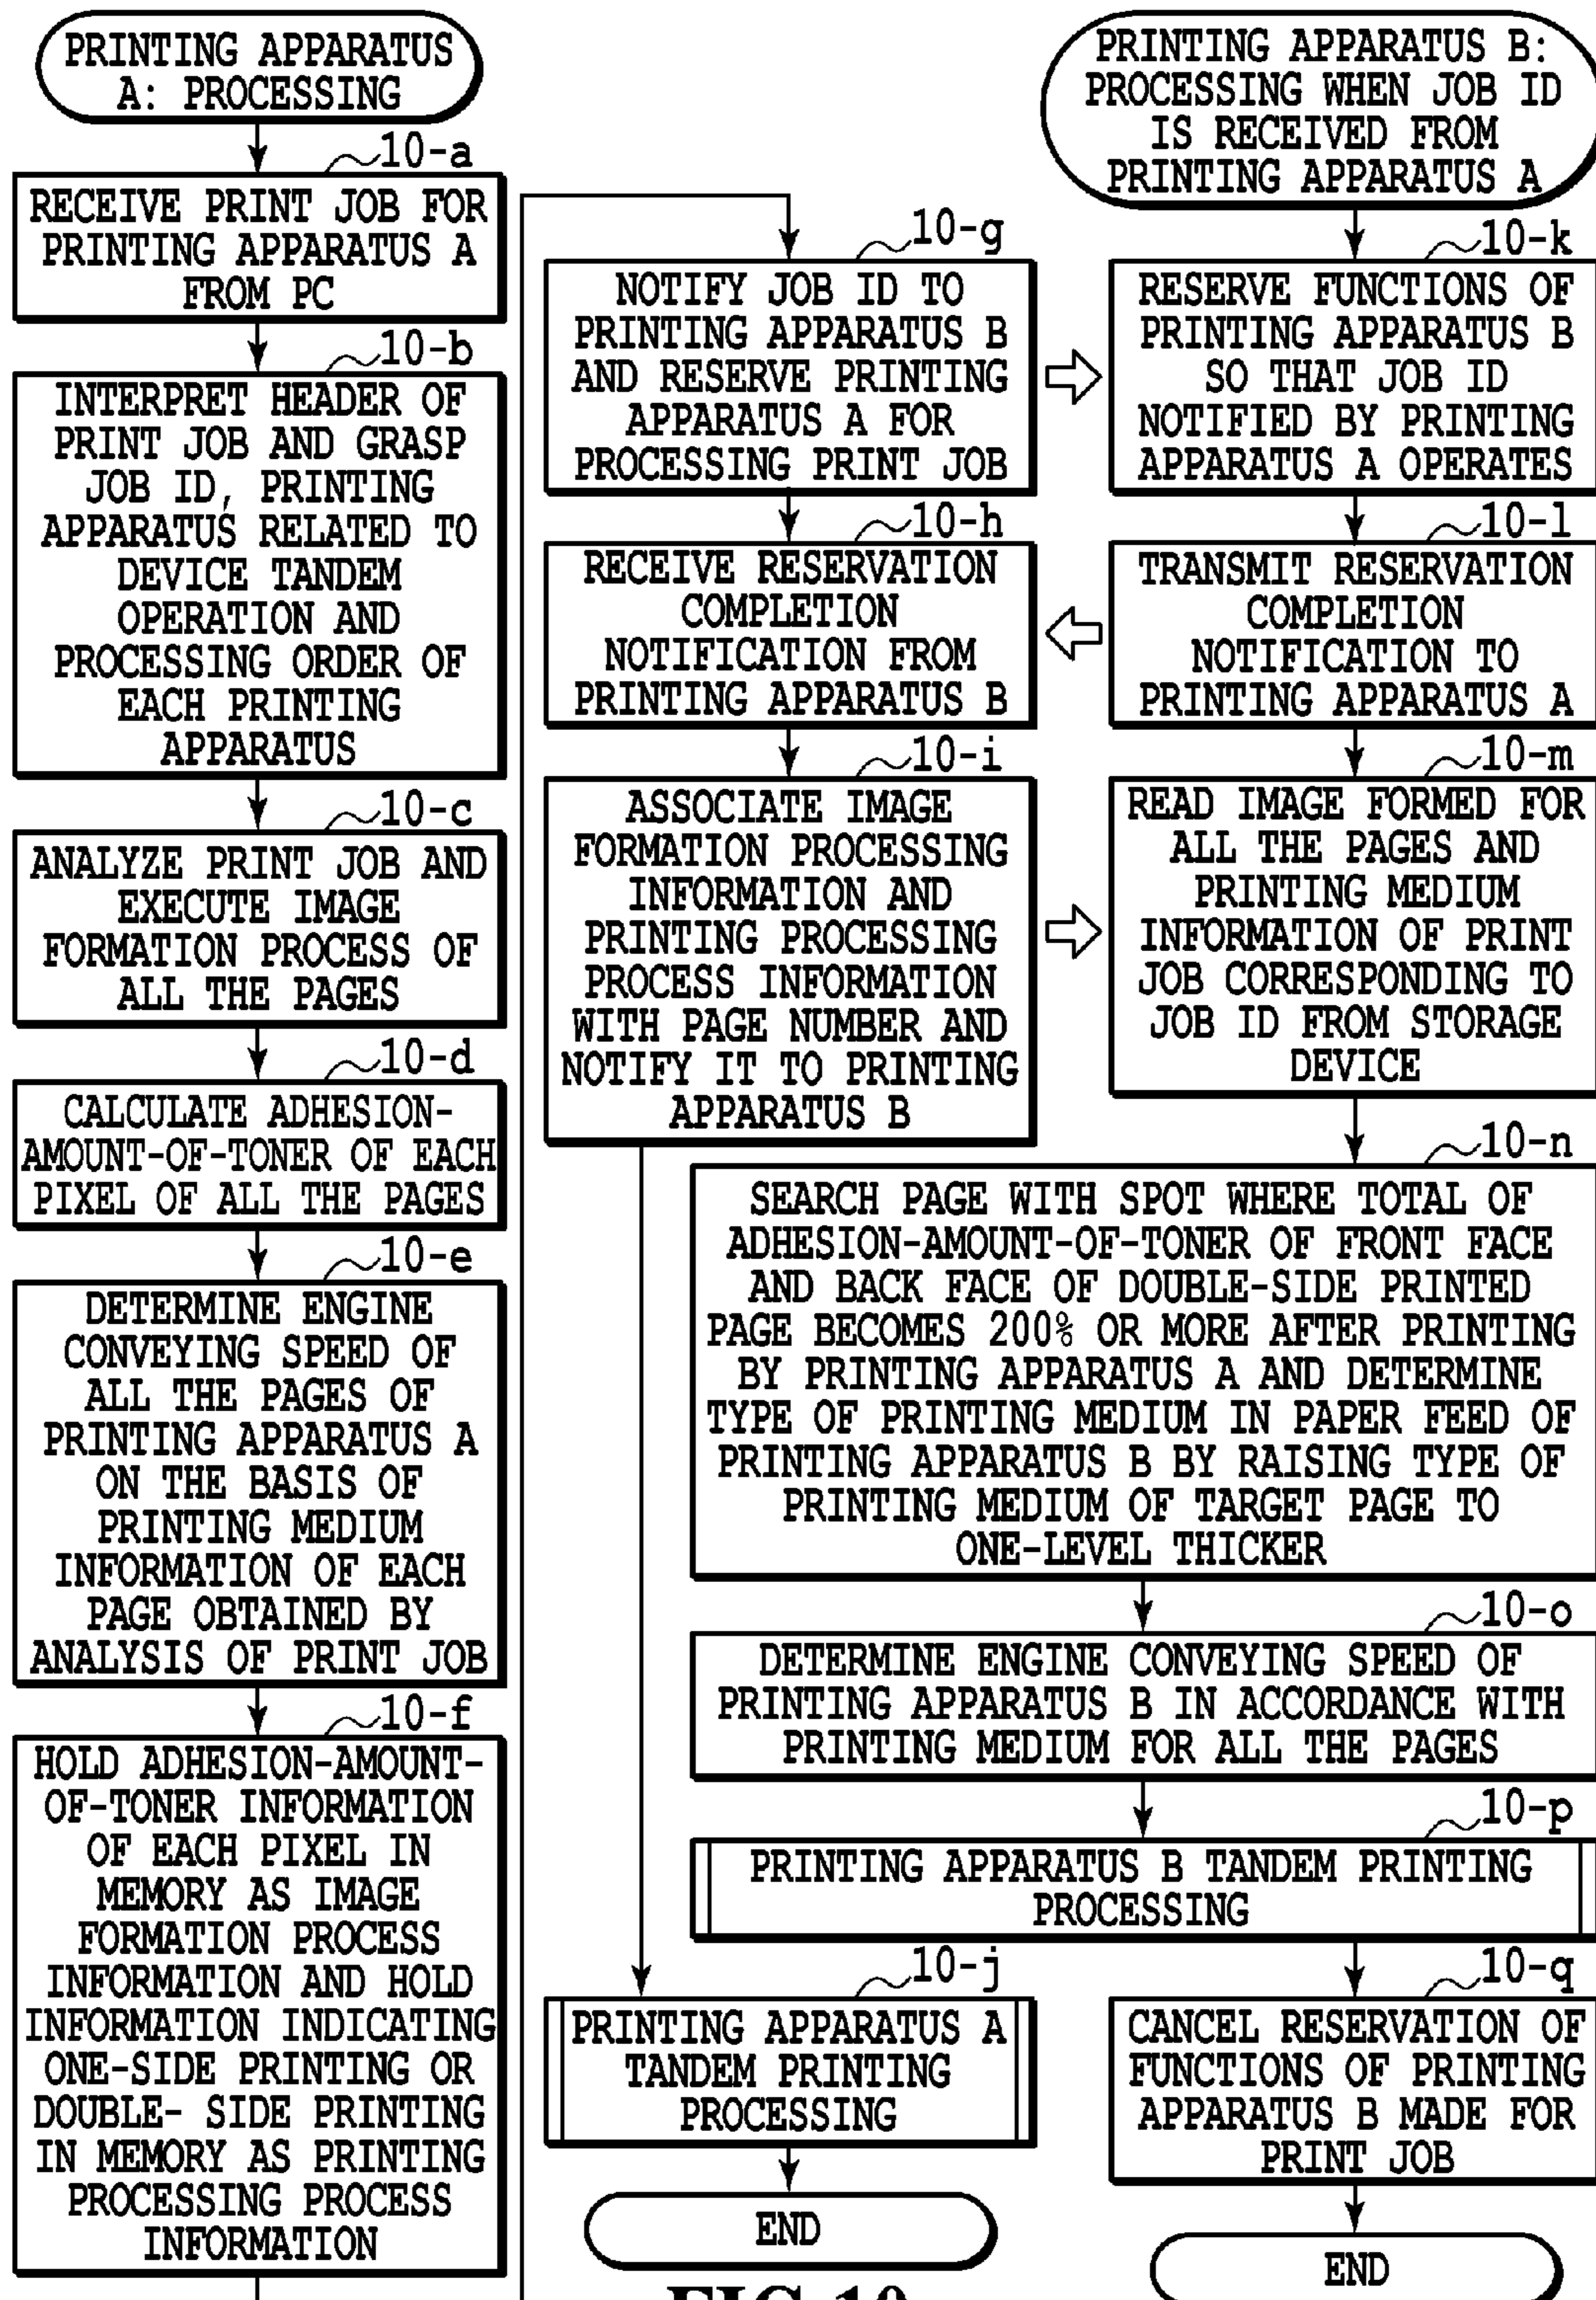 PRINTING APPARATUS
A: PROCESSING
10-a
RECEIVE PRINT JOB FOR
PRINTING APPARATUS A
FROM PC
10-b
INTERPRET HEADER OF
PRINT JOB AND GRASP
JOB ID, PRINTING
APPARATUS RELATED TO
DEVICE TANDEM
OPERATION AND
PROCESSING ORDER OF
EACH PRINTING
APPARATUS
10-c
ANALYZE PRINT JOB AND
EXECUTE IMAGE
FORMATION PROCESS OF
ALL THE PAGES
10-d
CALCULATE ADHESION-
AMOUNT-OF-TONER OF EACH
PIXEL OF ALL THE PAGES
10-e
DETERMINE ENGINE
CONVEYING SPEED OF
ALL THE PAGES OF
PRINTING APPARATUS A
ON THE BASIS OF
PRINTING MEDIUM
INFORMATION OF EACH
PAGE OBTAINED BY
ANALYSIS OF PRINT JOB
10-f
HOLD ADHESION-AMOUNT-
OF-TONER INFORMATION
OF EACH PIXEL IN
MEMORY AS IMAGE
FORMATION PROCESS
INFORMATION AND HOLD
INFORMATION INDICATING
ONE-SIDE PRINTING OR
DOUBLE- SIDE PRINTING
IN MEMORY AS PRINTING
PROCESSING PROCESS
INFORMATION
10-g
NOTIFY JOB ID TO
PRINTING APPARATUS B
AND RESERVE PRINTING
APPARATUS A FOR
PROCESSING PRINT JOB
10-h
RECEIVE RESERVATION
COMPLETION
NOTIFICATION FROM
PRINTING APPARATUS B
10-i
ASSOCIATE IMAGE
FORMATION PROCESSING
INFORMATION AND
PRINTING PROCESSING
PROCESS INFORMATION
WITH PAGE NUMBER AND
NOTIFY IT TO PRINTING
APPARATUS B
10-j
PRINTING APPARATUS A
TANDEM PRINTING
PROCESSING
END
PRINTING APPARATUS B:
PROCESSING WHEN JOB ID
IS RECEIVED FROM
PRINTING APPARATUS A
10-k
RESERVE FUNCTIONS OF
PRINTING APPARATUS B
SO THAT JOB ID
NOTIFIED BY PRINTING
APPARATUS A OPERATES
10-l
TRANSMIT RESERVATION
COMPLETION
NOTIFICATION TO
PRINTING APPARATUS A
10-m
READ IMAGE FORMED FOR
ALL THE PAGES AND
PRINTING MEDIUM
INFORMATION OF PRINT
JOB CORRESPONDING TO
JOB ID FROM STORAGE
DEVICE
10-n
SEARCH PAGE WITH SPOT WHERE TOTAL OF
ADHESION-AMOUNT-OF-TONER OF FRONT FACE
AND BACK FACE OF DOUBLE-SIDE PRINTED
PAGE BECOMES 200% OR MORE AFTER PRINTING
BY PRINTING APPARATUS A AND DETERMINE
TYPE OF PRINTING MEDIUM IN PAPER FEED OF
PRINTING APPARATUS B BY RAISING TYPE OF
PRINTING MEDIUM OF TARGET PAGE TO
ONE-LEVEL THICKER
10-o
DETERMINE ENGINE CONVEYING SPEED OF
PRINTING APPARATUS B IN ACCORDANCE WITH
PRINTING MEDIUM FOR ALL THE PAGES
10-p
PRINTING APPARATUS B TANDEM PRINTING
PROCESSING
10-q
CANCEL RESERVATION OF
FUNCTIONS OF PRINTING
APPARATUS B MADE FOR
PRINT JOB
END